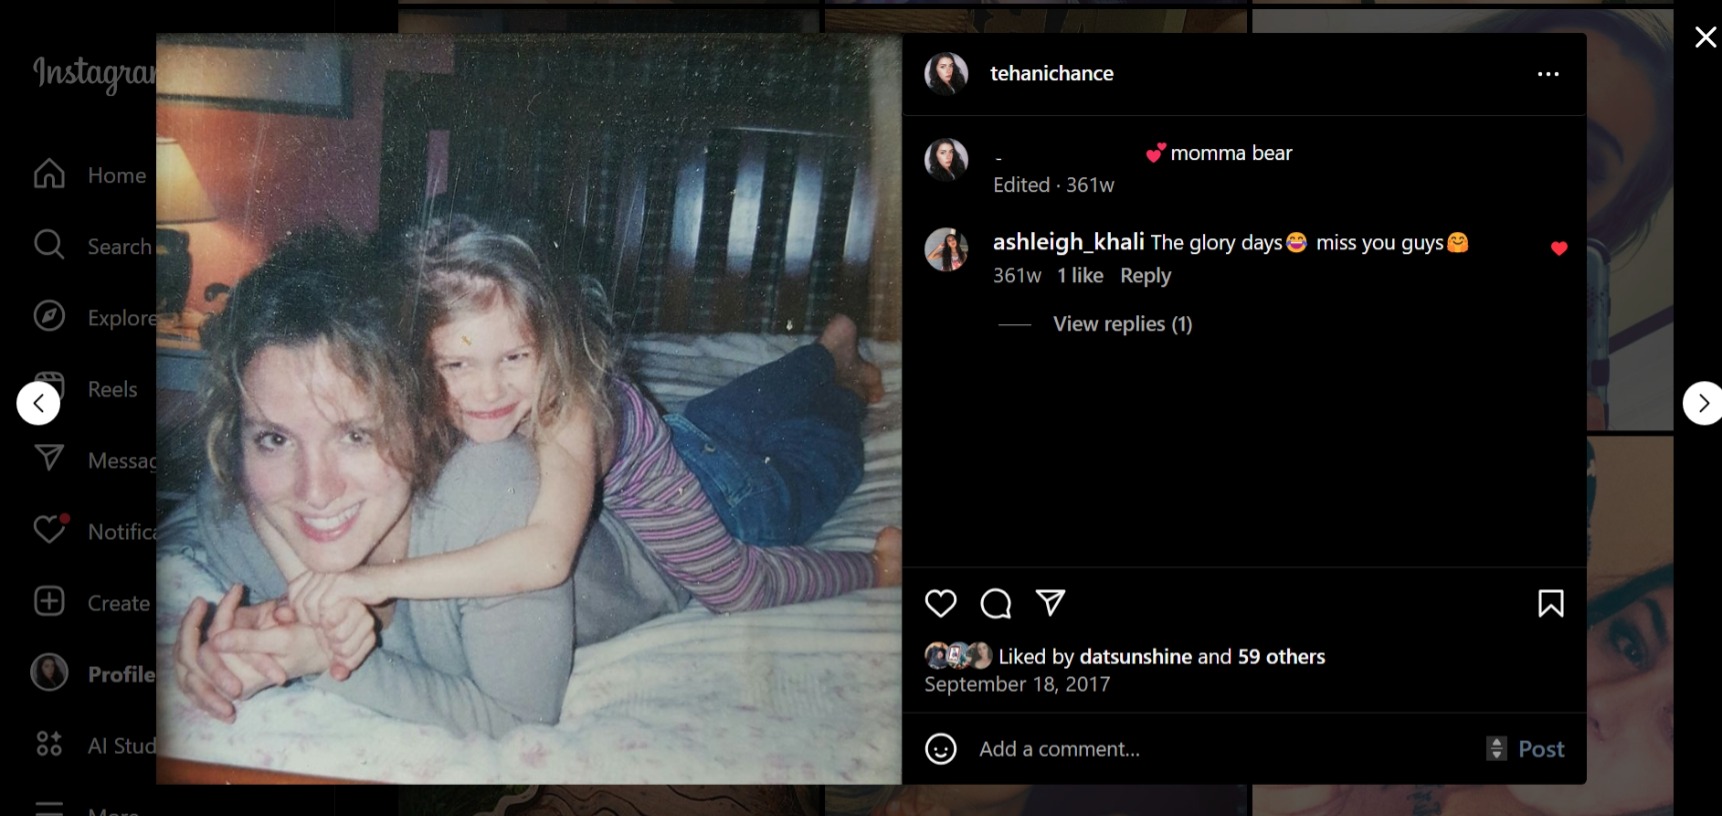 Instagram
Home
Search
Explore
Reels
Messag
Notifica
Create
Profile
AI Stud
More
tehanichance
...
- 💕momma bear
Edited · 361w
ashleigh_khali The glory days😂 miss you guys🤗
361w 1 like Reply
View replies (1)
Liked by datsunshine and 59 others
September 18, 2017
Add a comment...
Post